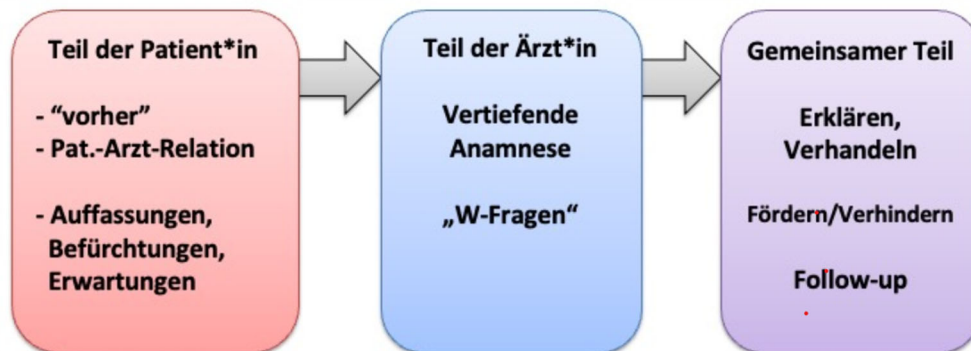 Teil der Patient*in
- “vorher”
- Pat.-Arzt-Relation
- Auffassungen,
Befürchtungen,
Erwartungen
Teil der Ärzt*in
Vertiefende
Anamnese
„W-Fragen“
Gemeinsamer Teil
Erklären,
Verhandeln
Fördern/Verhindern
Follow-up